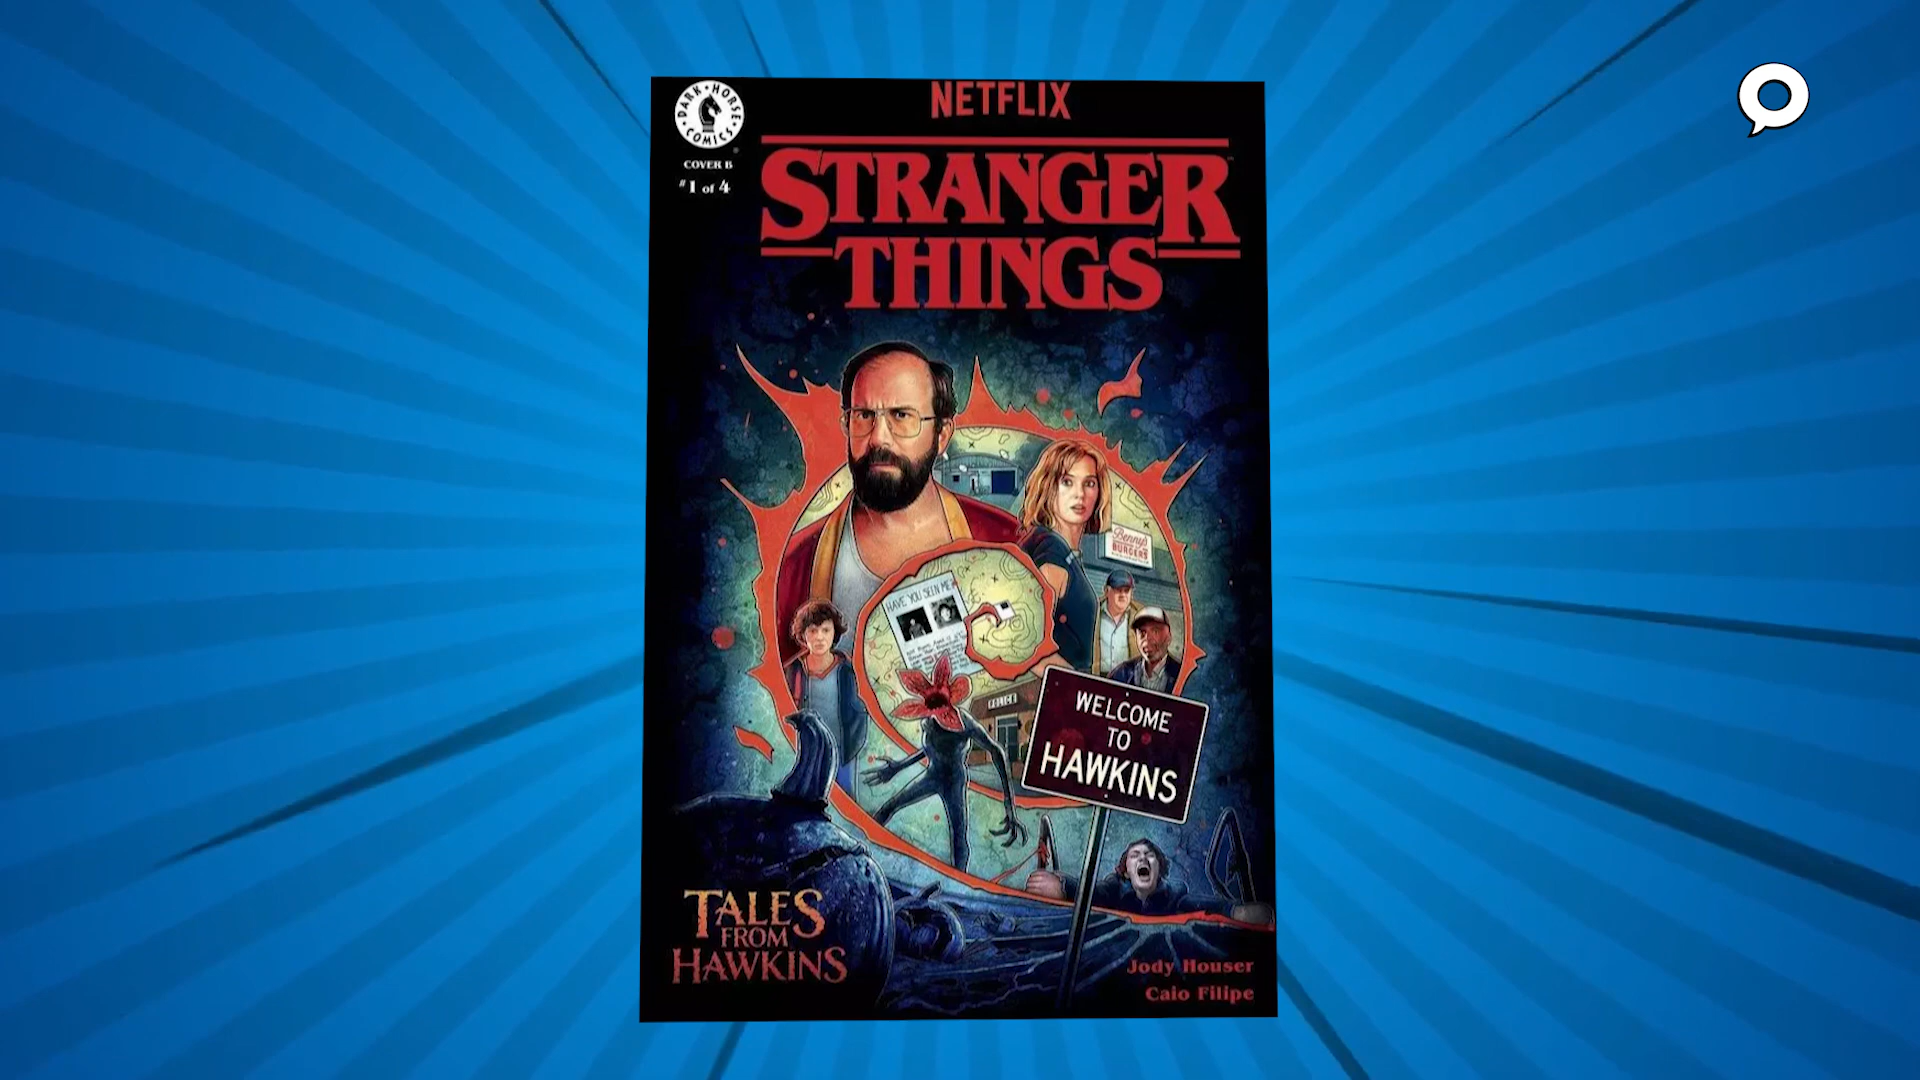 NETFLIX
DARK HORSE
COMICS
COVER B
#1 of 4
STRANGER
THINGS
Benny's
BURGERS
HAVE YOU SEEN ME?
POLICE
WELCOME
TO
HAWKINS
TALES
FROM
HAWKINS
Jody Houser
Caio Filipe